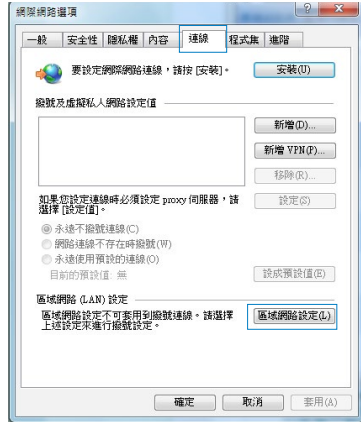 網際網路選項
一般 安全性 隱私權 內容 連線 程式集 進階
要設定網際網路連線，請按 [安裝]。 安裝(U)
撥號及虛擬私人網路設定值
新增(D)...
新增 VPN(P)...
移除(R)...
如果您設定連線時必須設定 proxy 伺服器，請 設定(S)
選擇 [設定值]。
永遠不撥號連線(C)
網路連線不存在時撥號(W)
永遠使用預設的連線(O)
目前的預設值: 無 設成預設值(E)
區域網路 (LAN) 設定
區域網路設定不可套用到撥號連線。請選擇 區域網路設定(L)
上述設定來進行撥號設定。
確定 取消 套用(A)